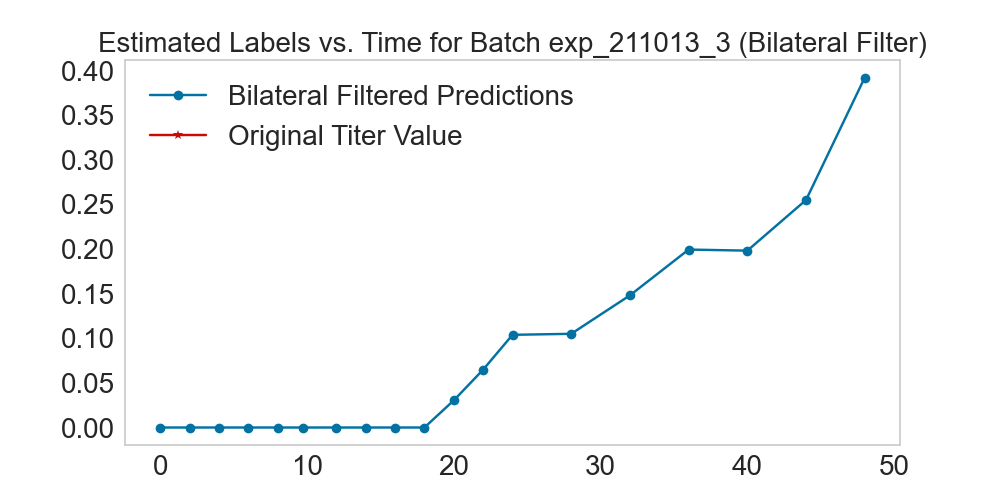 Estimated Labels vs. Time for Batch exp_211013_3 (Bilateral Filter)
0.40
Bilateral Filtered Predictions
0.35
Original Titer Value
0.30
0.25
0.20
0.15
0.10
0.05
0.00
0 10 20 30 40 50